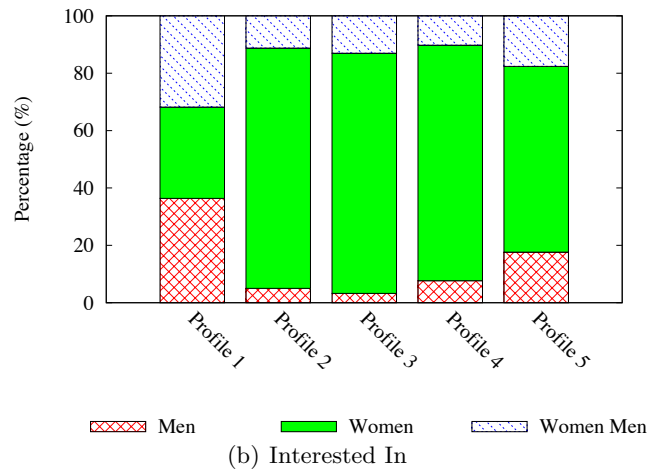 100
80
60
40
20
0
Percentage (%)
Profile 1
Profile 2
Profile 3
Profile 4
Profile 5
Men
Women
Women Men
(b) Interested In